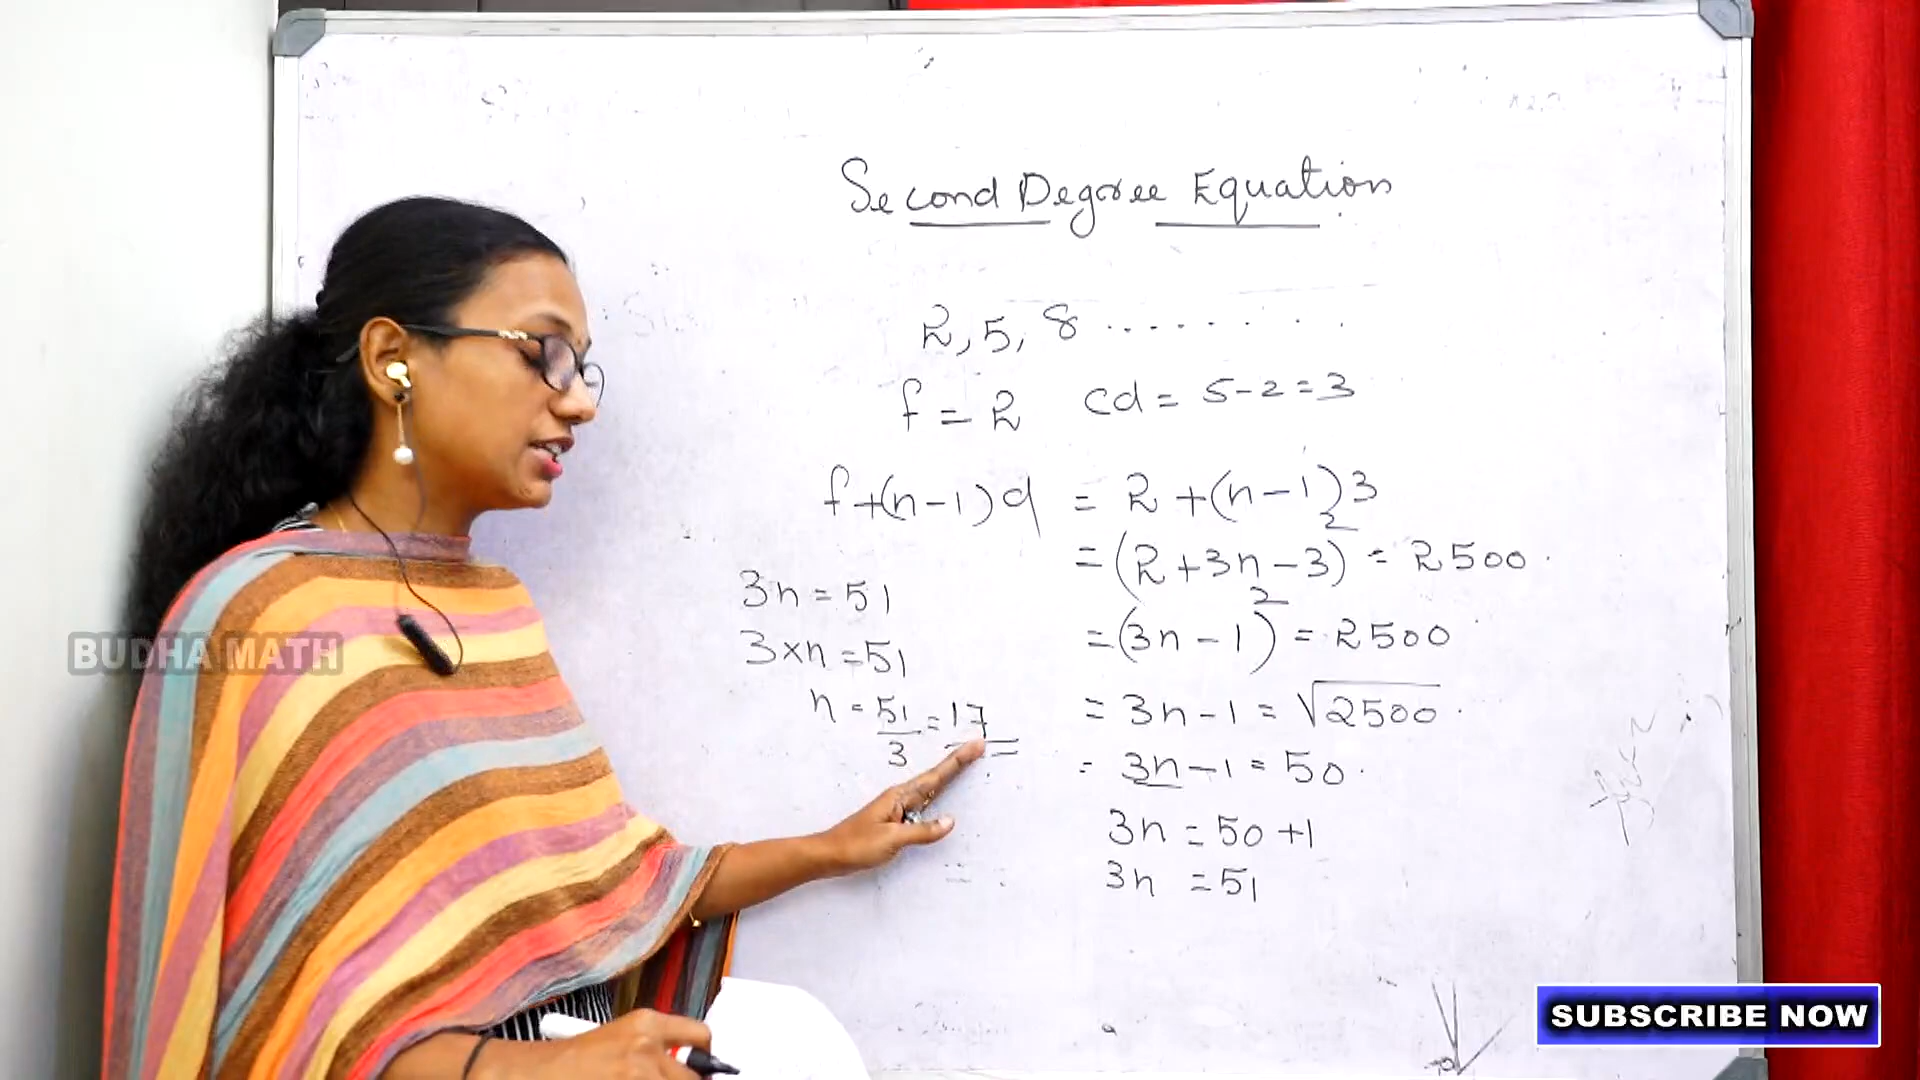 Second Degree Equation
2, 5, 8 . . . . . . . . .
f = 2 cd = 5-2 = 3
f+(n-1)d = 2 +(n-1)3
= (2+3n-3)² = 2500
= (3n-1)² = 2500
= 3n-1 = √2500
= 3n-1 = 50
3n = 50+1
3n = 51
3n = 51
3×n = 51
n = 51/3 = 17
BUDHA MATH
SUBSCRIBE NOW